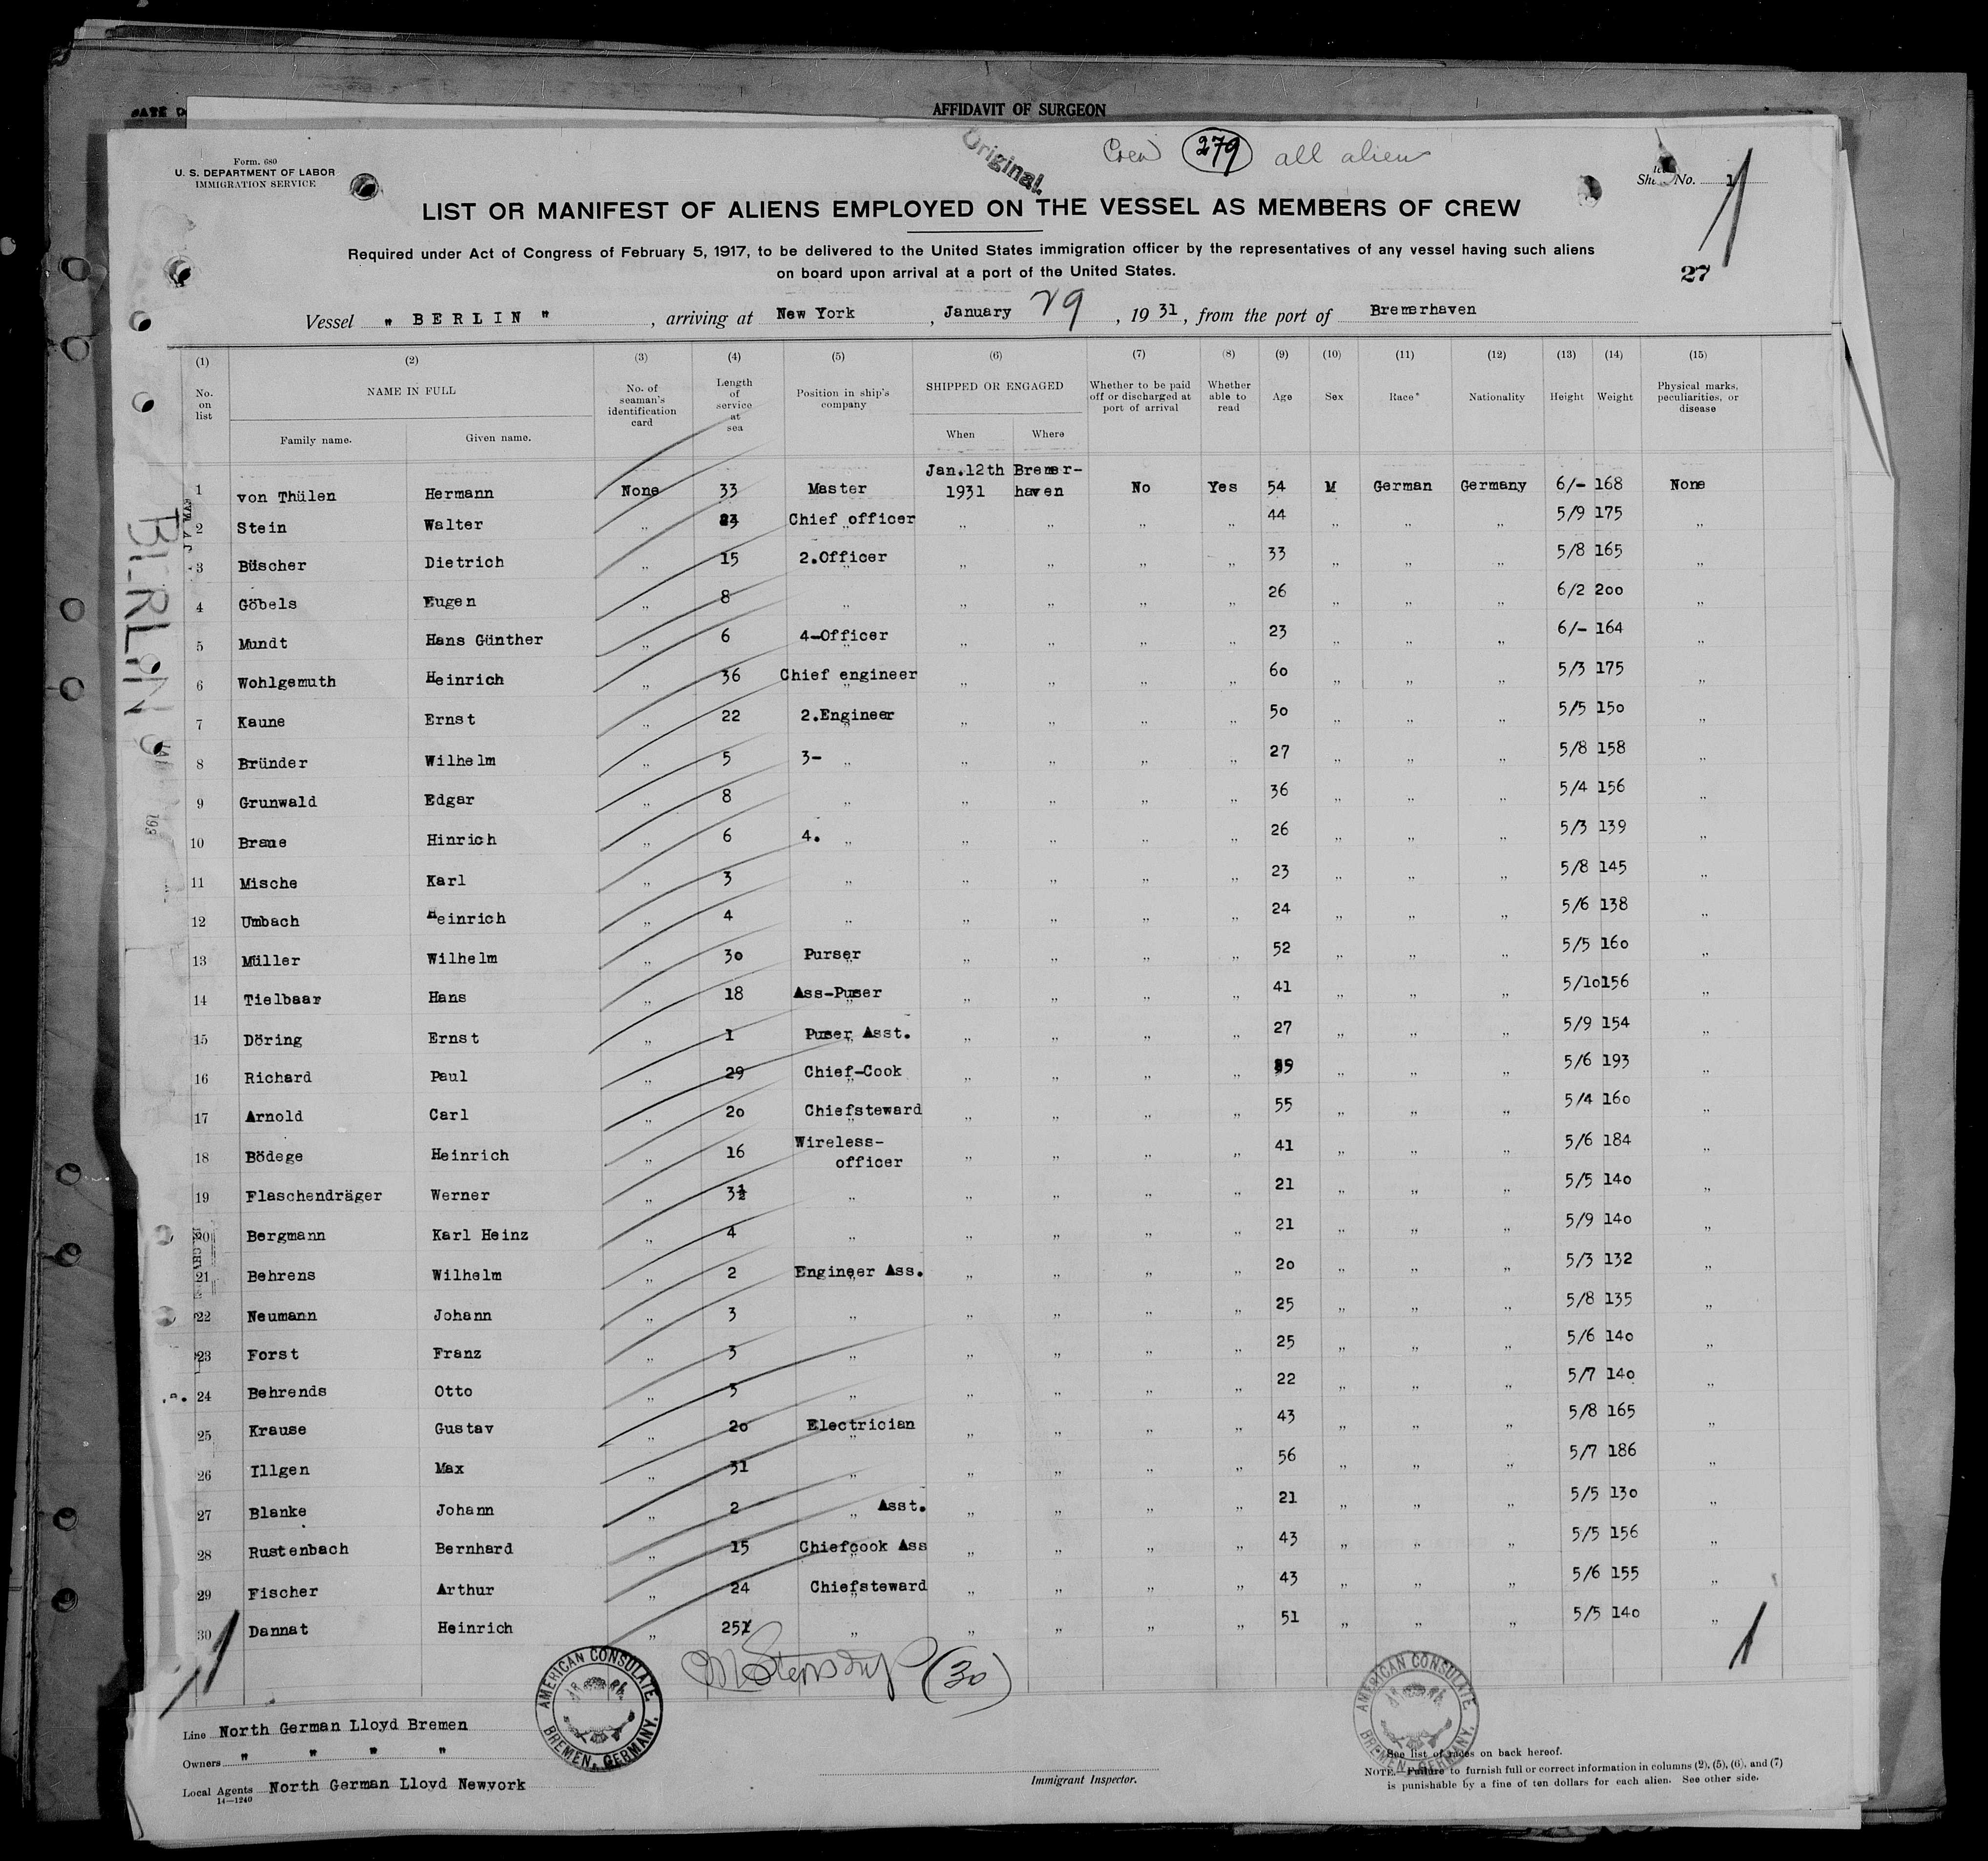 AFFIDAVIT OF SURGEON
Form. 680
U. S. DEPARTMENT OF LABOR
IMMIGRATION SERVICE
Original.
Crew 279 all aliens
No. 1
LIST OR MANIFEST OF ALIENS EMPLOYED ON THE VESSEL AS MEMBERS OF CREW
Required under Act of Congress of February 5, 1917, to be delivered to the United States immigration officer by the representatives of any vessel having such aliens
on board upon arrival at a port of the United States.
27
Vessel " BERLIN " , arriving at New York , January 29 , 1931, from the port of Bremerhaven
(1) (2) (3) (4) (5) (6) (7) (8) (9) (10) (11) (12) (13) (14) (15)
No. on list NAME IN FULL Family name. Given name. No. of seaman's identification card Length of service at sea Position in ship's company SHIPPED OR ENGAGED When Where Whether to be paid off or discharged at port of arrival Whether able to read Age Sex Race* Nationality Height Weight Physical marks, peculiarities, or disease
1 von Thülen Hermann None 33 Master Jan.12th 1931 Bremer-haven No Yes 54 M German Germany 6/- 168 None
2 Stein Walter " 23 Chief officer " " " " 44 " " " 5/9 175 "
3 Büscher Dietrich " 15 2.Officer " " " " 33 " " " 5/8 165 "
4 Göbels Eugen " 8 " " " " " 26 " " " 6/2 200 "
5 Mundt Hans Günther " 6 4-Officer " " " " 23 " " " 6/- 164 "
6 Wohlgemuth Heinrich " 36 Chief engineer " " " " 60 " " " 5/3 175 "
7 Kaune Ernst " 22 2.Engineer " " " " 50 " " " 5/5 150 "
8 Bründer Wilhelm " 5 3- " " " " " 27 " " " 5/8 158 "
9 Grunwald Edgar " 8 " " " " " 36 " " " 5/4 156 "
10 Braue Hinrich " 6 4. " " " " " 26 " " " 5/3 139 "
11 Mische Karl " 3 " " " " " 23 " " " 5/8 145 "
12 Umbach Heinrich " 4 " " " " " 24 " " " 5/6 138 "
13 Müller Wilhelm " 30 Purser " " " " 52 " " " 5/5 160 "
14 Tielbaar Hans " 18 Ass-Purser " " " " 41 " " " 5/10 156 "
15 Döring Ernst " 1 Purser Asst. " " " " 27 " " " 5/9 154 "
16 Richard Paul " 29 Chief-Cook " " " " " " " 5/6 193 "
17 Arnold Carl " 20 Chiefsteward " " " " 55 " " " 5/4 160 "
18 Bödege Heinrich " 16 Wireless-officer " " " " 41 " " " 5/6 184 "
19 Flaschendräger Werner " 3½ " " " " " 21 " " " 5/5 140 "
20 Bergmann Karl Heinz " 4 " " " " " 21 " " " 5/9 140 "
21 Behrens Wilhelm " 2 Engineer Ass. " " " " 20 " " " 5/3 132 "
22 Neumann Johann " 3 " " " " " 25 " " " 5/8 135 "
23 Forst Franz " 3 " " " " " 25 " " " 5/6 140 "
24 Behrends Otto " 3 " " " " " 22 " " " 5/7 140 "
25 Krause Gustav " 20 Electrician " " " " 43 " " " 5/8 165 "
26 Illgen Max " 31 " " " " " 56 " " " 5/7 186 "
27 Blanke Johann " 2 " Asst. " " " " 21 " " " 5/5 130 "
28 Rustenbach Bernhard " 15 Chiefcook Ass " " " " 43 " " " 5/5 156 "
29 Fischer Arthur " 24 Chiefsteward " " " " 43 " " " 5/6 155 "
30 Dannat Heinrich " 25 " " " " " 51 " " " 5/5 140 "
(30)
BERLIN
AMERICAN CONSULATE, BREMEN, GERMANY.
AMERICAN CONSULATE, BREMEN, GERMANY.
Line North German Lloyd Bremen
Owners " " " "
Local Agents North German Lloyd Newyork
14—1240
Immigrant Inspector.
* See list of races on back hereof.
NOTE.—Failure to furnish full or correct information in columns (2), (5), (6), and (7)
is punishable by a fine of ten dollars for each alien. See other side.